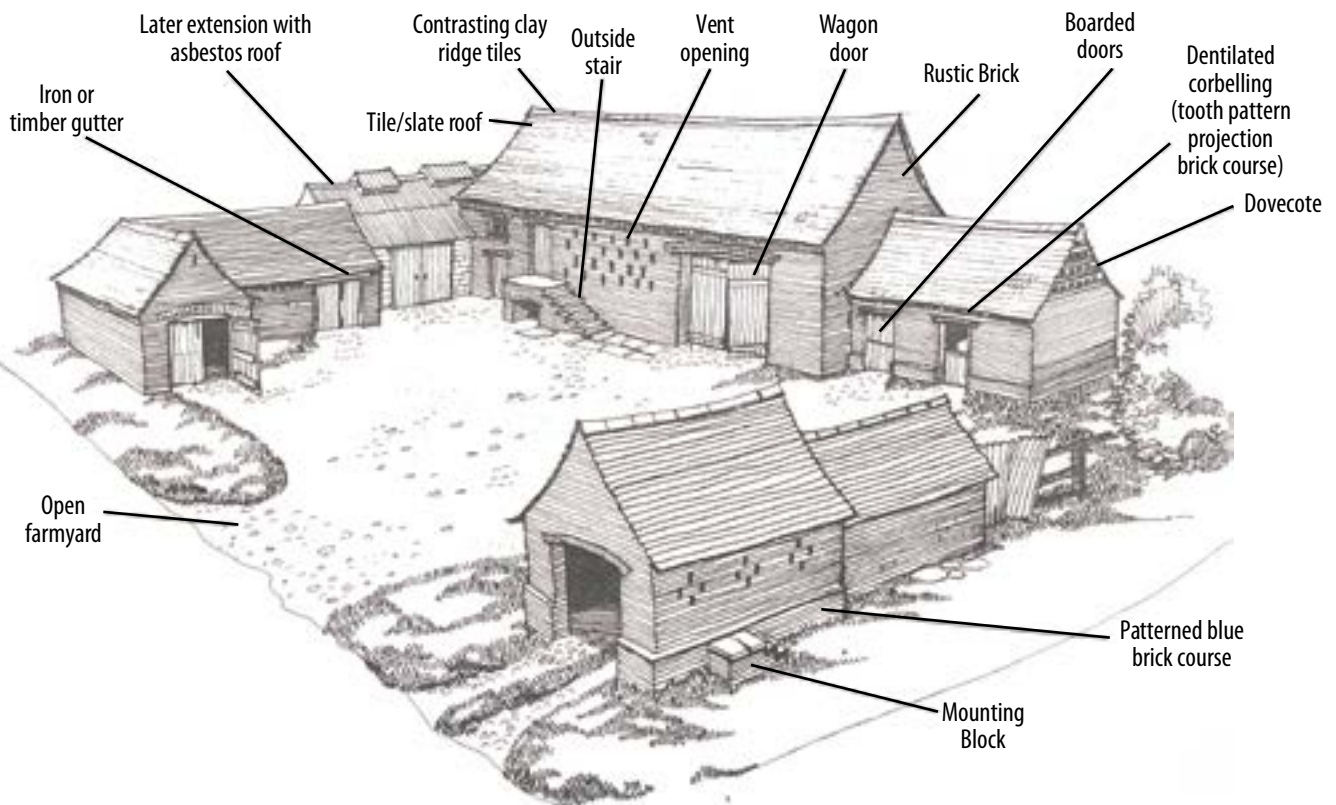 Later extension with
asbestos roof
Contrasting clay
ridge tiles
Outside
stair
Vent
opening
Wagon
door
Boarded
doors
Dentilated
corbelling
(tooth pattern
projection
brick course)
Rustic Brick
Iron or
timber gutter
Tile/slate roof
Dovecote
Open
farmyard
Patterned blue
brick course
Mounting
Block